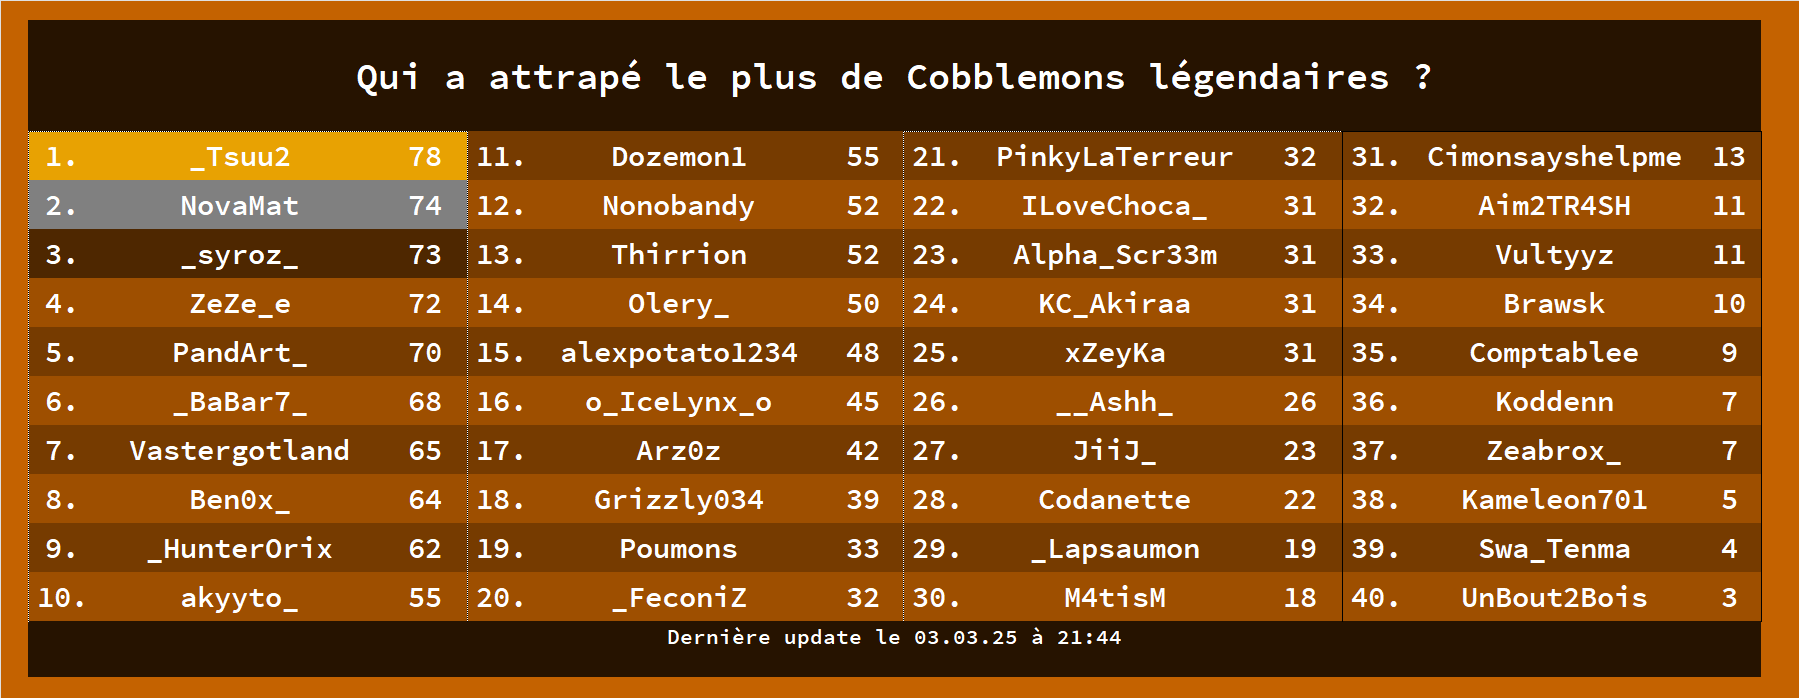 Qui a attrapé le plus de Cobblemons légendaires ?
1. _Tsuu2 78 11. Dozemon1 55 21. PinkyLaTerreur 32 31. Cimonsayshelpme 13
2. NovaMat 74 12. Nonobandy 52 22. ILoveChoca_ 31 32. Aim2TR4SH 11
3. _syroz_ 73 13. Thirrion 52 23. Alpha_Scr33m 31 33. Vultyyz 11
4. ZeZe_e 72 14. Olery_ 50 24. KC_Akiraa 31 34. Brawsk 10
5. PandArt_ 70 15. alexpotato1234 48 25. xZeyKa 31 35. Comptablee 9
6. _BaBar7_ 68 16. o_IceLynx_o 45 26. __Ashh_ 26 36. Koddenn 7
7. Vastergotland 65 17. Arz0z 42 27. JiiJ_ 23 37. Zeabrox_ 7
8. Ben0x_ 64 18. Grizzly034 39 28. Codanette 22 38. Kameleon701 5
9. _HunterOrix 62 19. Poumons 33 29. _Lapsaumon 19 39. Swa_Tenma 4
10. akyyto_ 55 20. _FeconiZ 32 30. M4tisM 18 40. UnBout2Bois 3
Dernière update le 03.03.25 à 21:44